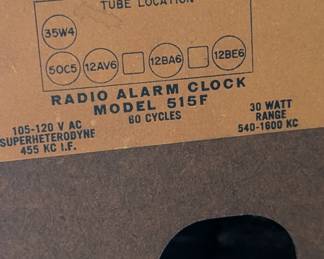 TUBE LOCATION
35W4
50C5 12AV6 12BA6 12BE6
RADIO ALARM CLOCK
MODEL 515F
105-120 V AC 60 CYCLES 30 WATT
SUPERHETERODYNE RANGE
455 KC I.F. 540-1600 KC